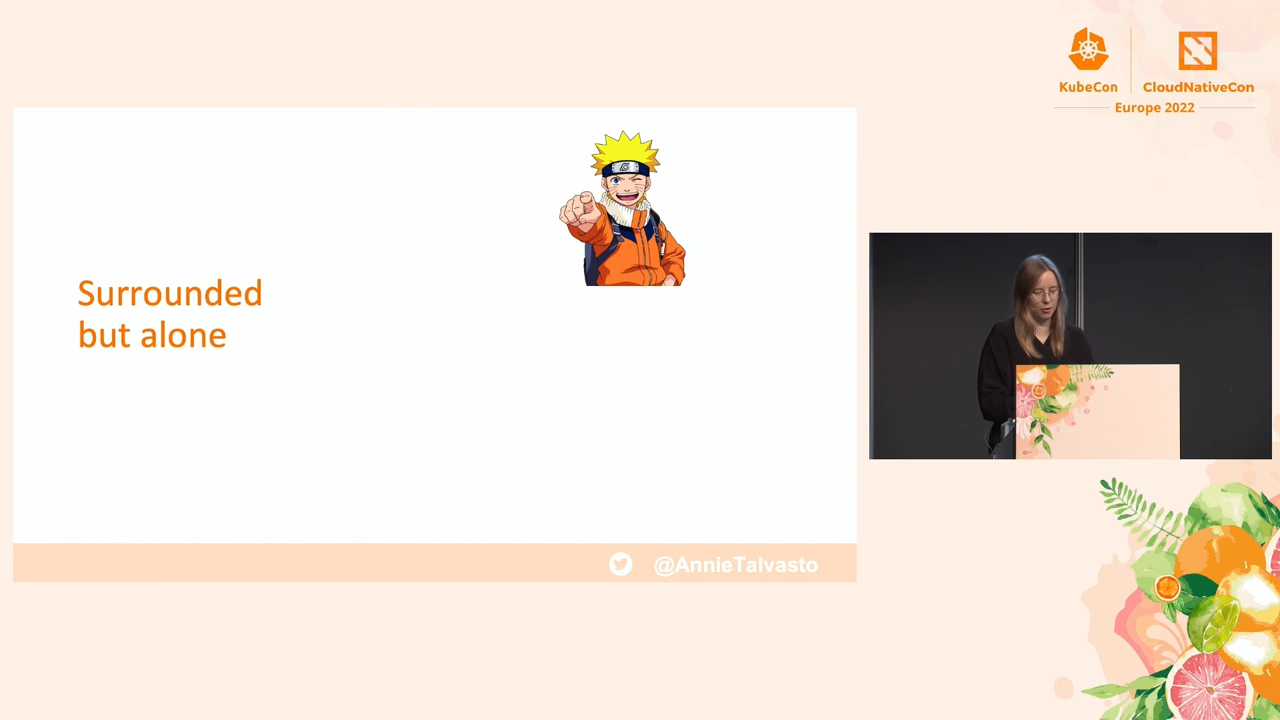 KubeCon
CloudNativeCon
Europe 2022
Surrounded
but alone
@AnnieTalvasto